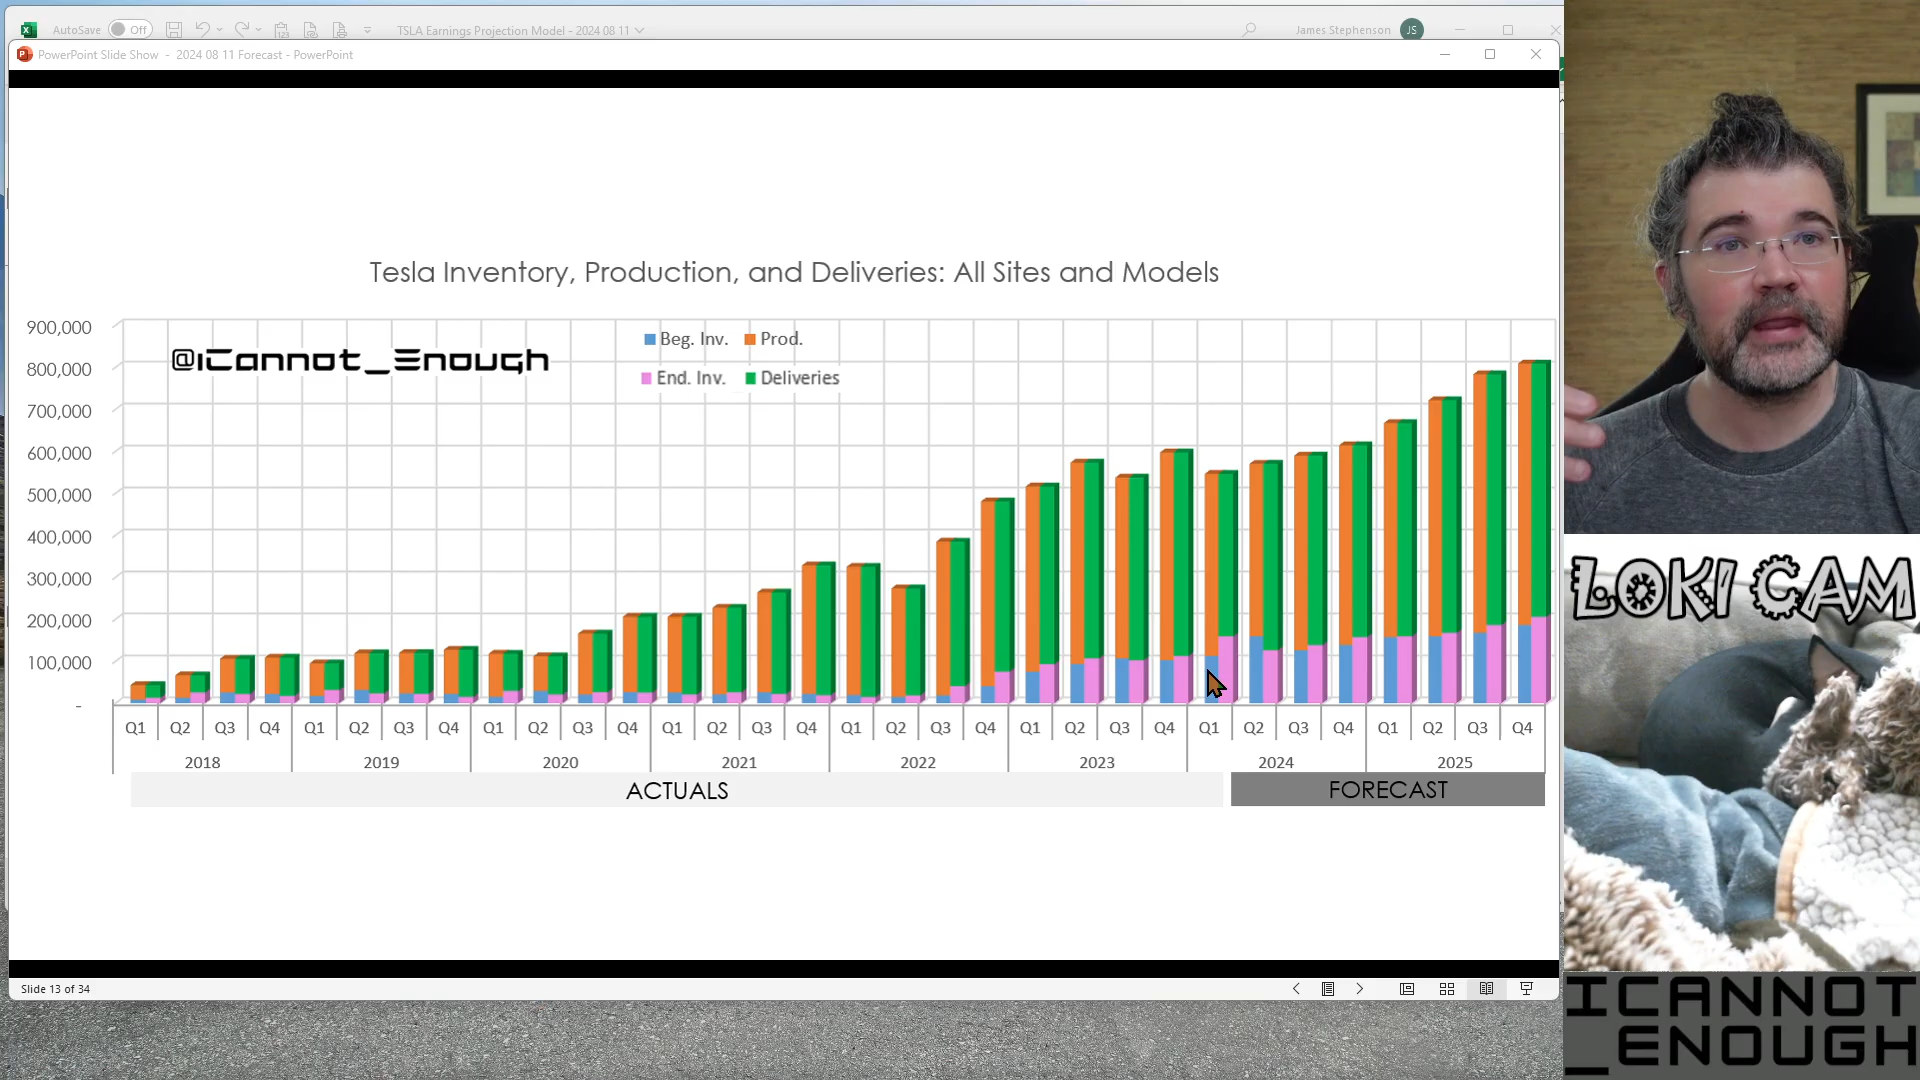 AutoSave Off TSLA Earnings Projection Model - 2024 08 11 James Stephenson JS
PowerPoint Slide Show - 2024 08 11 Forecast - PowerPoint
Tesla Inventory, Production, and Deliveries: All Sites and Models
@iCannot_Enough
Beg. Inv. Prod.
End. Inv. Deliveries
900,000
800,000
700,000
600,000
500,000
400,000
300,000
200,000
100,000
-
Q1 Q2 Q3 Q4 Q1 Q2 Q3 Q4 Q1 Q2 Q3 Q4 Q1 Q2 Q3 Q4 Q1 Q2 Q3 Q4 Q1 Q2 Q3 Q4 Q1 Q2 Q3 Q4 Q1 Q2 Q3 Q4
2018 2019 2020 2021 2022 2023 2024 2025
ACTUALS FORECAST
Slide 13 of 34
LOKI CAM
ICANNOT
_ENOUGH